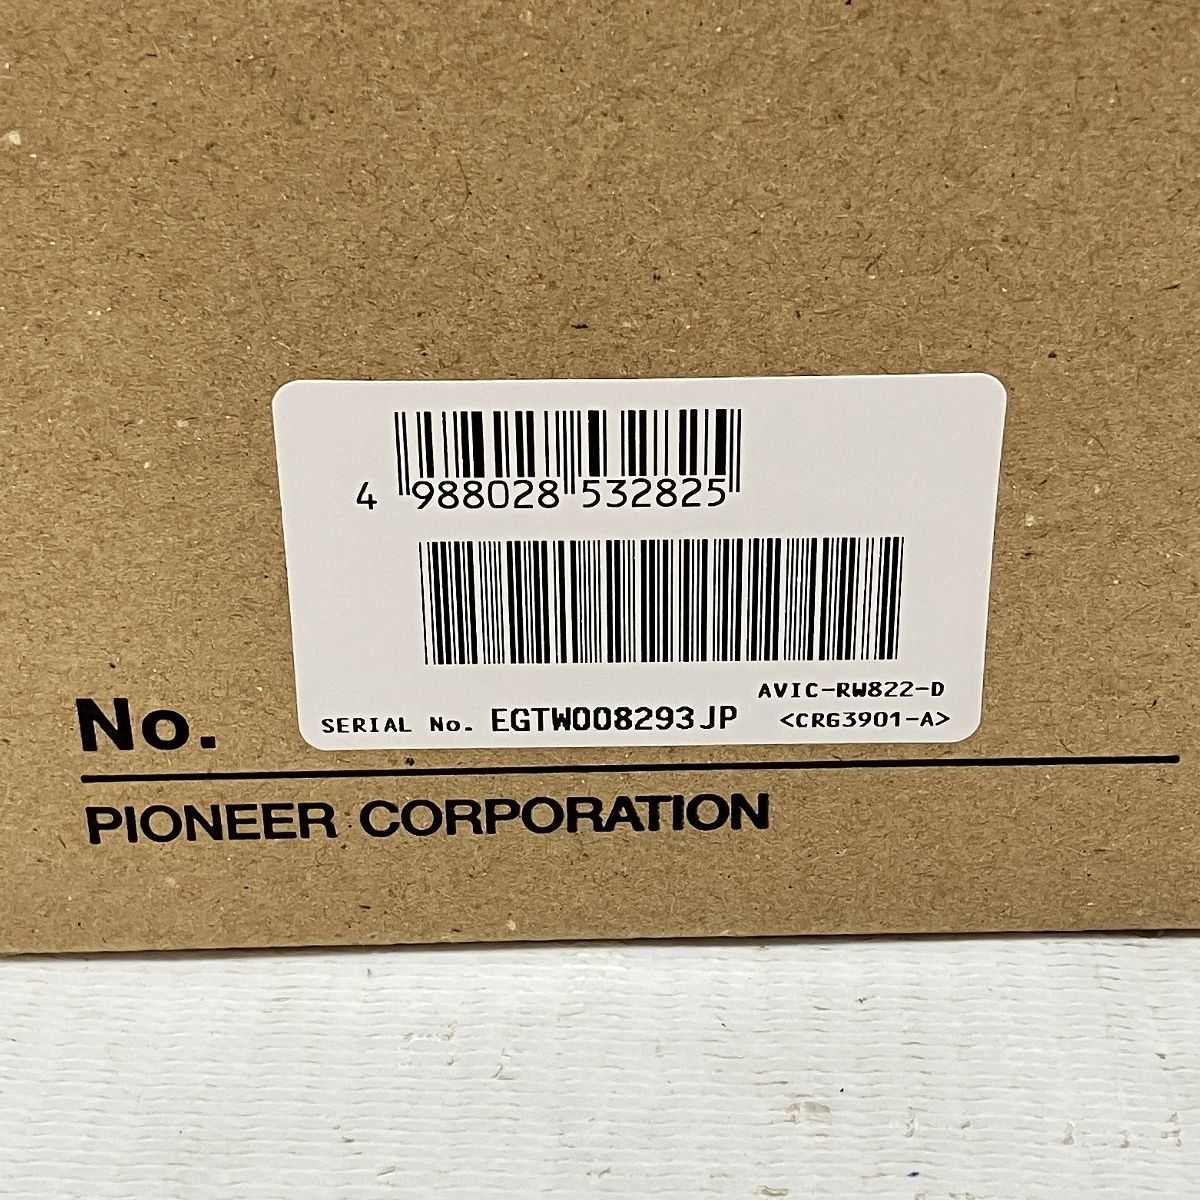 4 988028 532825
AVIC-RW822-D
No.
SERIAL No. EGTW008293JP <CRG3901-A>
PIONEER CORPORATION